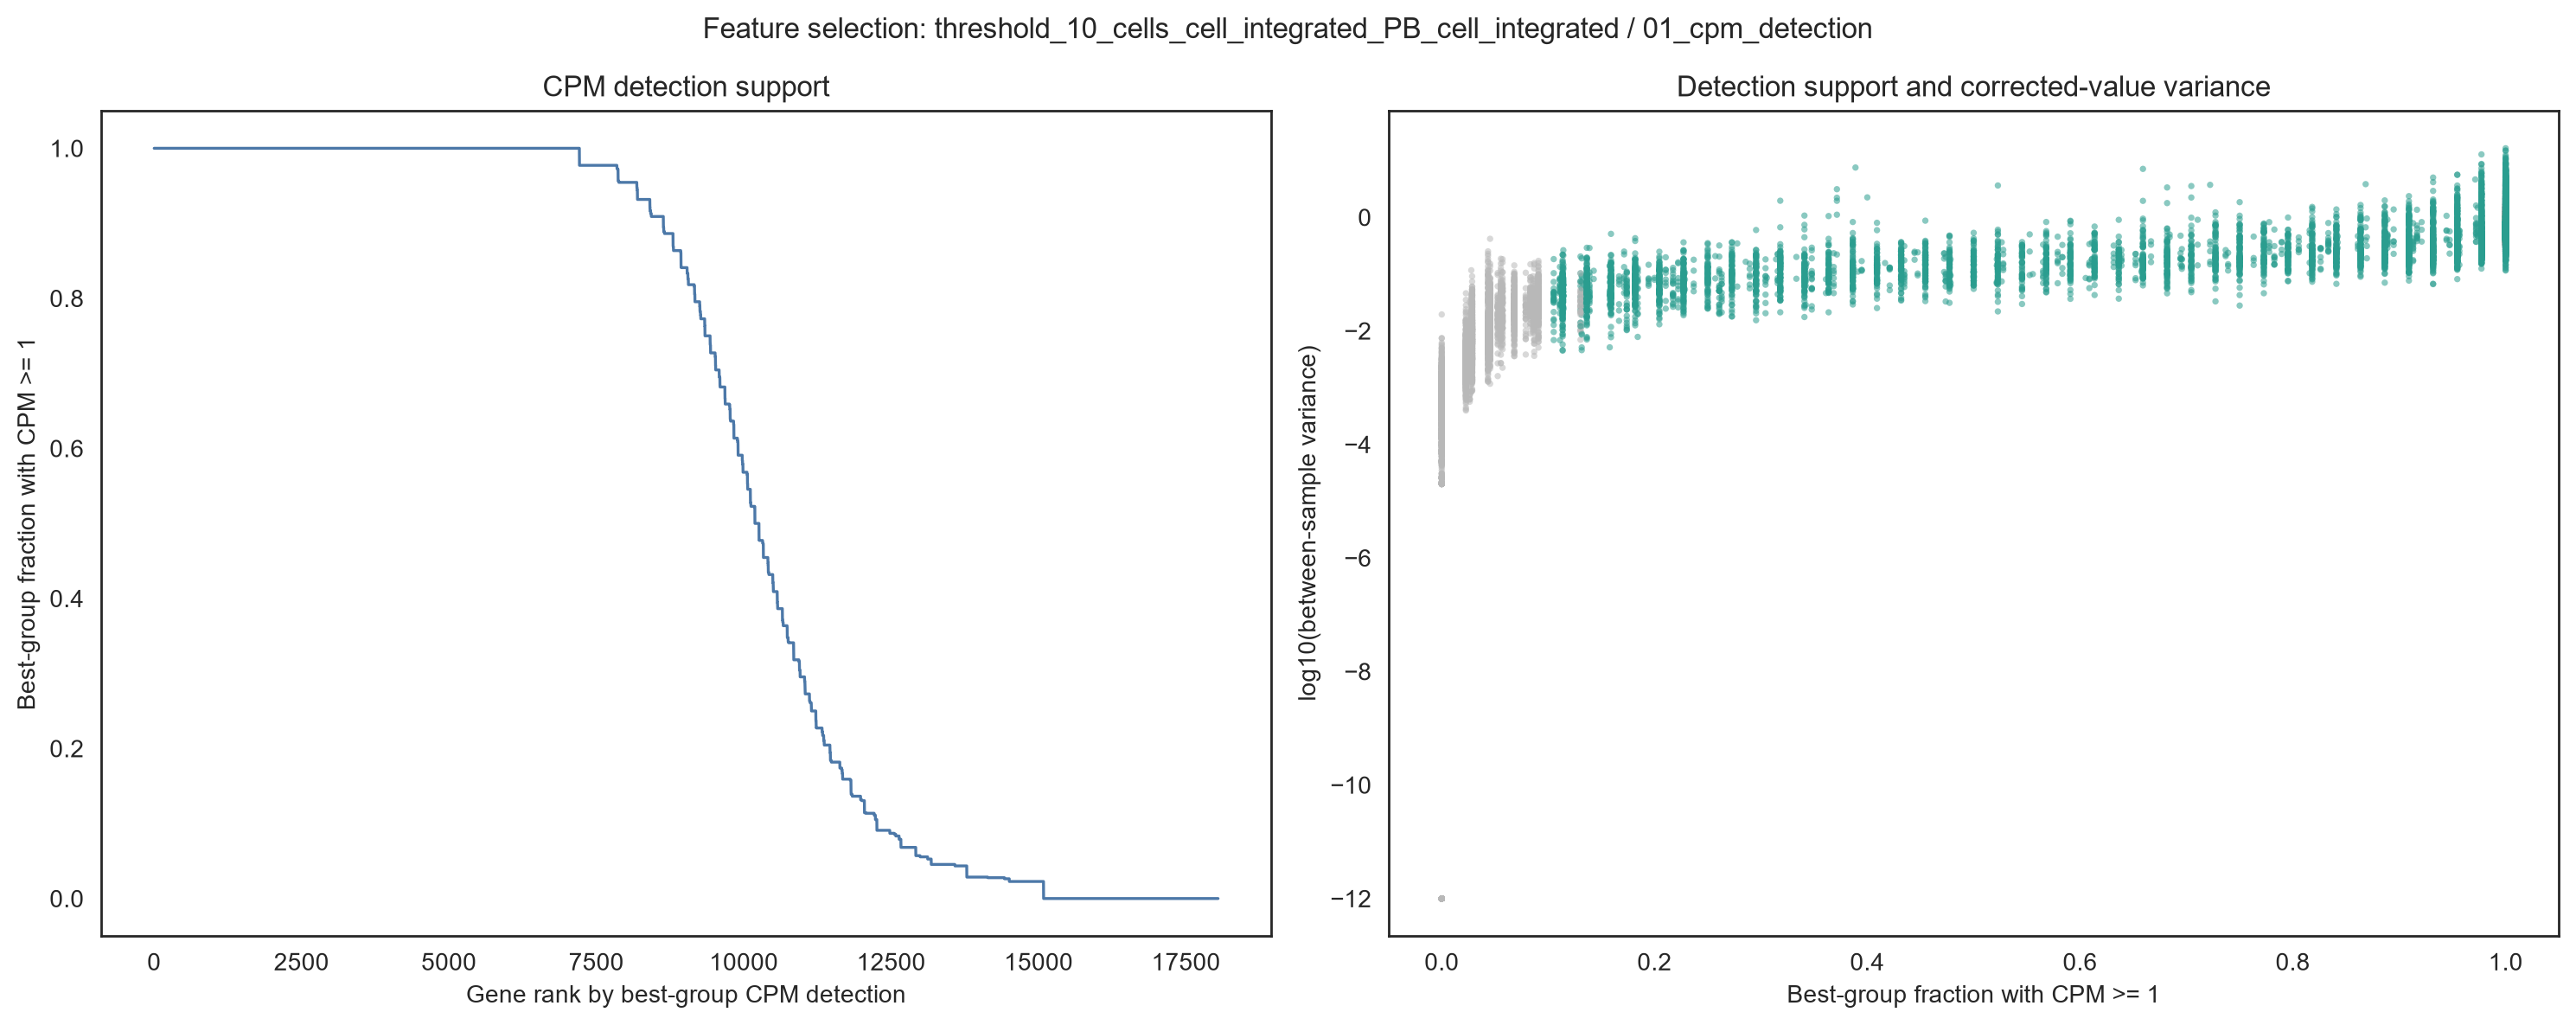 Feature selection: threshold_10_cells_cell_integrated_PB_cell_integrated / 01_cpm_detection
CPM detection support
Best-group fraction with CPM >= 1
1.0
0.8
0.6
0.4
0.2
0.0
0 2500 5000 7500 10000 12500 15000 17500
Gene rank by best-group CPM detection
Detection support and corrected-value variance
log10(between-sample variance)
0
−2
−4
−6
−8
−10
−12
0.0 0.2 0.4 0.6 0.8 1.0
Best-group fraction with CPM >= 1